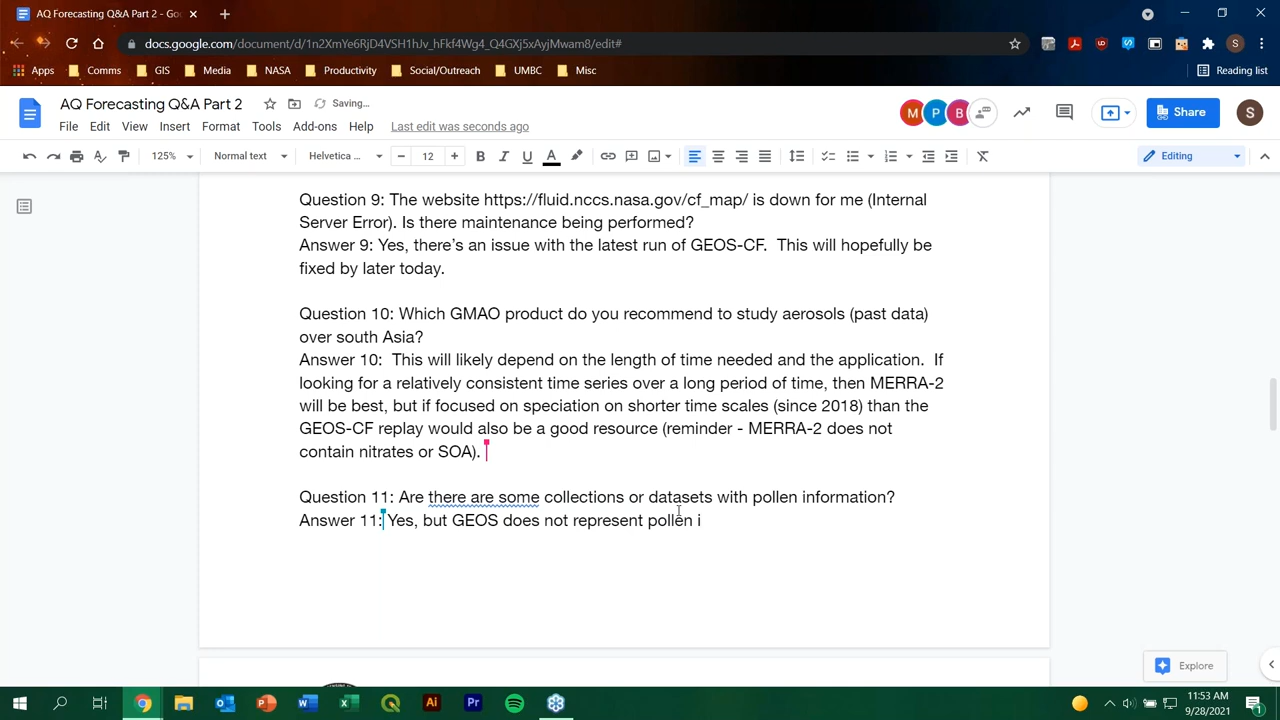 AQ Forecasting Q&A Part 2 - Go
docs.google.com/document/d/1n2XmYe6RjD4VSH1hJv_hFkf4Wg4_Q4GXj5xAyjMwam8/edit#
Apps Comms GIS Media NASA Productivity Social/Outreach UMBC Misc Reading list
AQ Forecasting Q&A Part 2 Saving...
File Edit View Insert Format Tools Add-ons Help Last edit was seconds ago
M P B Share S
125% Normal text Helvetica ... 12 B I U A Editing
Question 9: The website https://fluid.nccs.nasa.gov/cf_map/ is down for me (Internal
Server Error). Is there maintenance being performed?
Answer 9: Yes, there's an issue with the latest run of GEOS-CF. This will hopefully be
fixed by later today.
Question 10: Which GMAO product do you recommend to study aerosols (past data)
over south Asia?
Answer 10: This will likely depend on the length of time needed and the application. If
looking for a relatively consistent time series over a long period of time, then MERRA-2
will be best, but if focused on speciation on shorter time scales (since 2018) than the
GEOS-CF replay would also be a good resource (reminder - MERRA-2 does not
contain nitrates or SOA).
Question 11: Are there are some collections or datasets with pollen information?
Answer 11: Yes, but GEOS does not represent pollen i
Explore
11:53 AM
9/28/2021